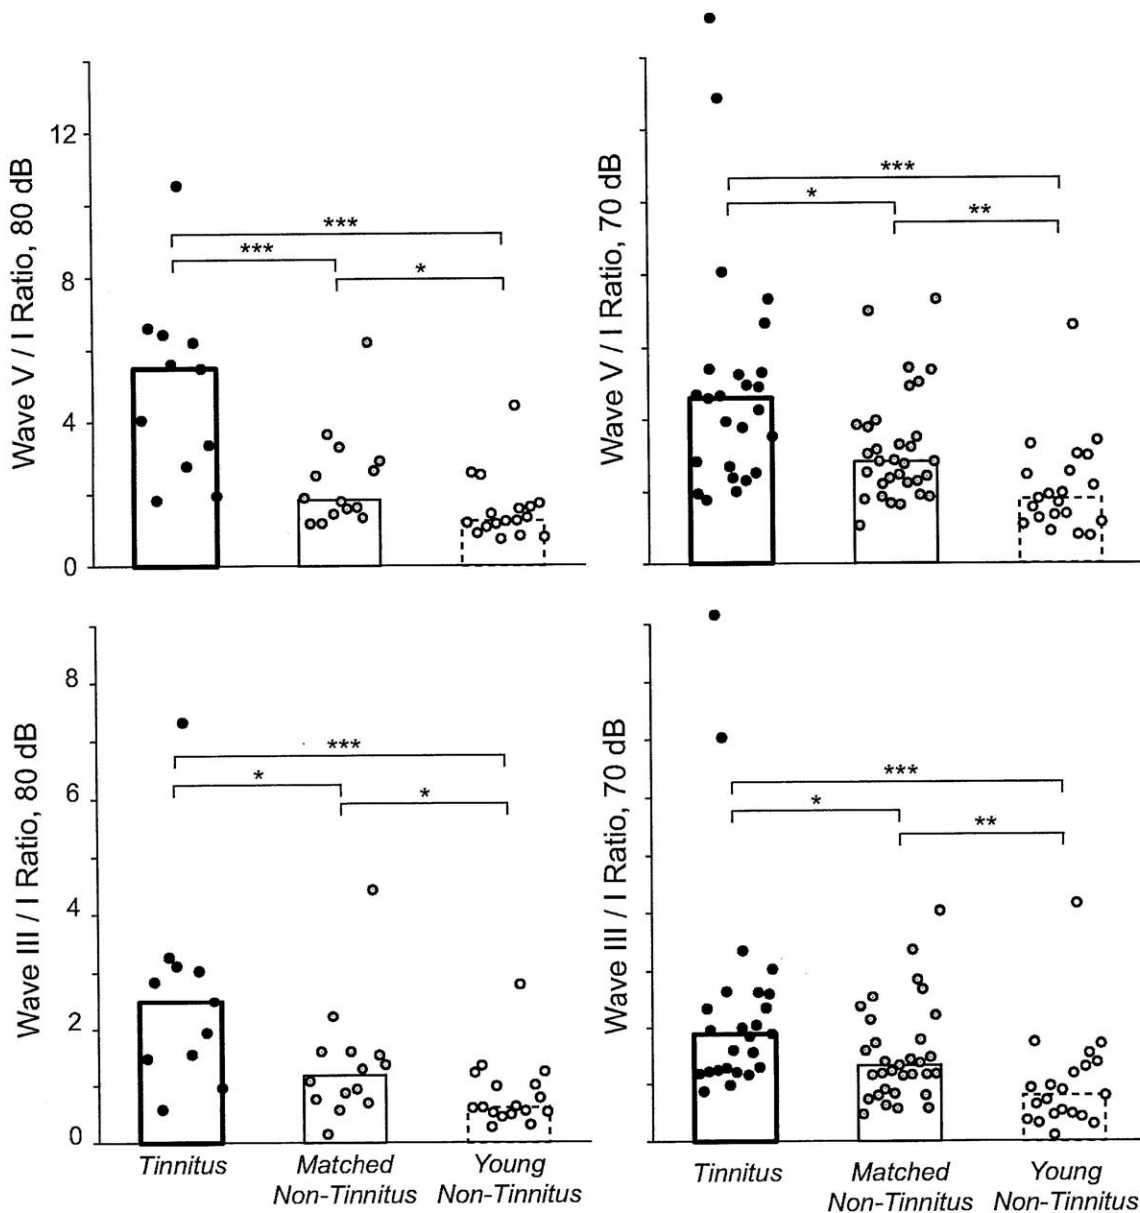 Wave V / I Ratio, 80 dB
12
8
4
0
***
***
*
Wave V / I Ratio, 70 dB
***
*
**
Wave III / I Ratio, 80 dB
8
6
4
2
0
***
*
*
Tinnitus
Matched
Non-Tinnitus
Young
Non-Tinnitus
Wave III / I Ratio, 70 dB
***
*
**
Tinnitus
Matched
Non-Tinnitus
Young
Non-Tinnitus